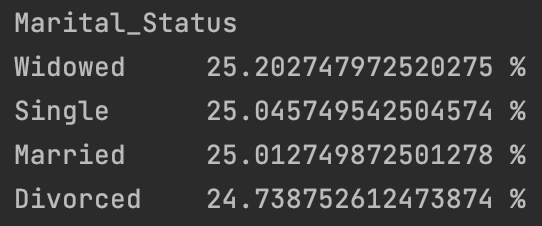 Marital_Status
Widowed 25.202747972520275 %
Single 25.045749542504574 %
Married 25.012749872501278 %
Divorced 24.738752612473874 %